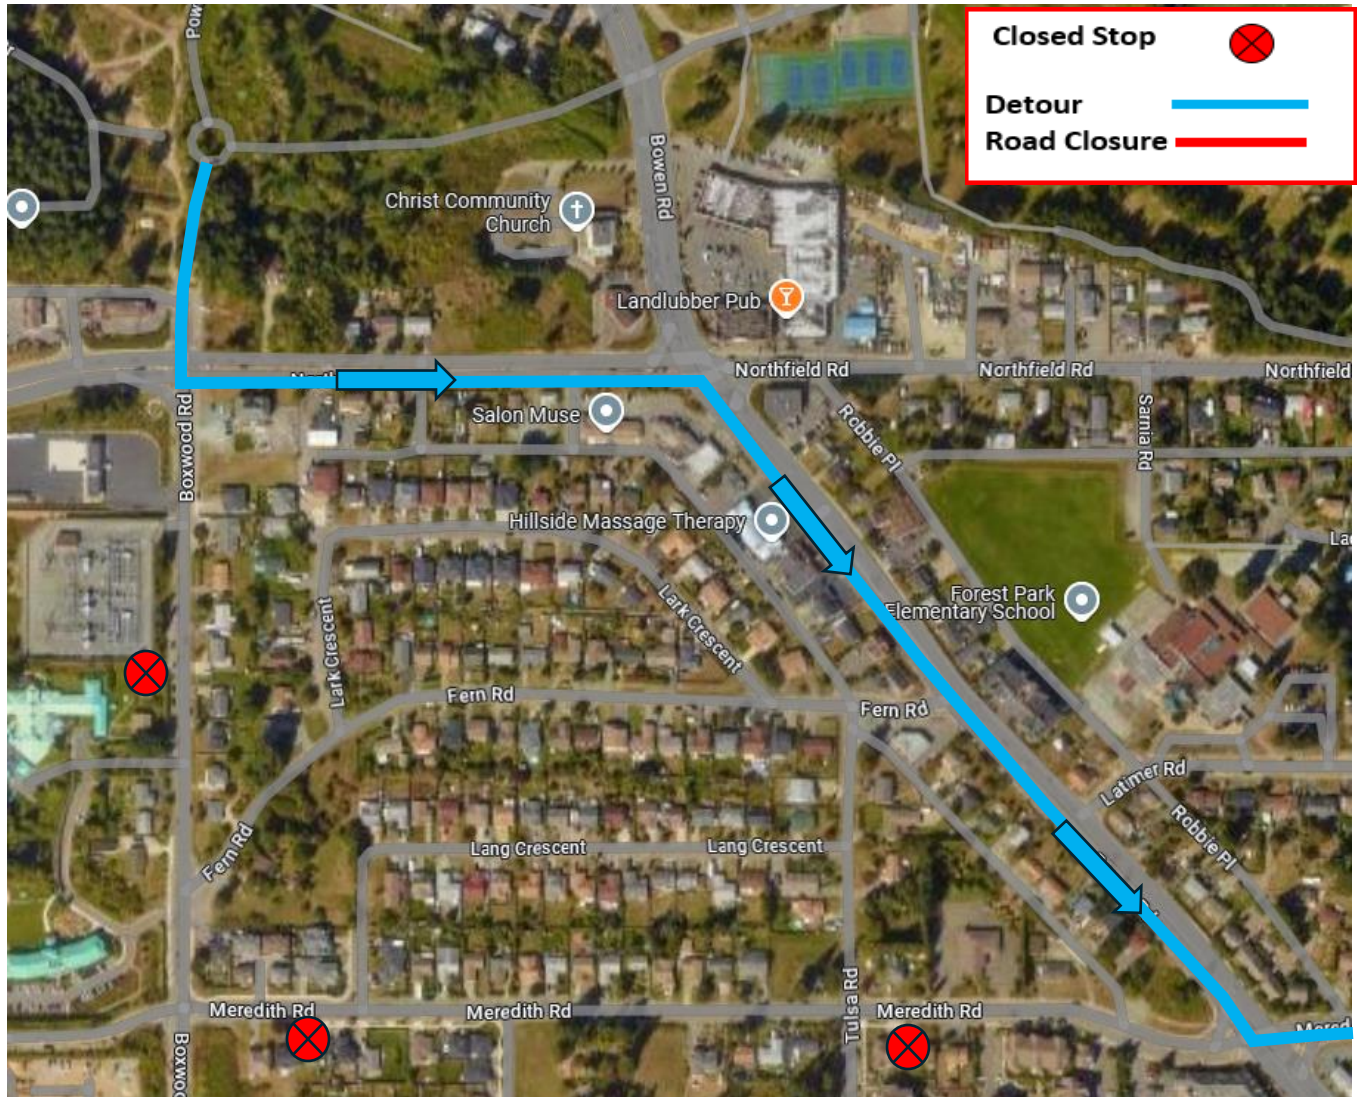 Closed Stop
Detour
Road Closure
Pow
Bowen Rd
Christ Community
Church
Landlubber Pub
Northfield Rd
Northfield Rd
Northfield
Salon Muse
Boxwood Rd
Robbie Pl
Sarnia Rd
Hillside Massage Therapy
Forest Park
Elementary School
Lark Crescent
Lark Crescent
Fern Rd
Fern Rd
Latimer Rd
Fern Rd
Lang Crescent
Lang Crescent
Robbie Pl
Tulsa Rd
Meredith Rd
Meredith Rd
Meredith Rd
Boxwo